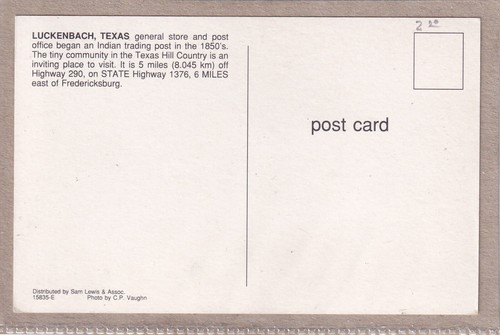 LUCKENBACH, TEXAS general store and post
office began an Indian trading post in the 1850's.
The tiny community in the Texas Hill Country is an
inviting place to visit. It is 5 miles (8.045 km) off
Highway 290, on STATE Highway 1376, 6 MILES
east of Fredericksburg.
2 00
post card
Distributed by Sam Lewis & Assoc.
15835-E Photo by C.P. Vaughn